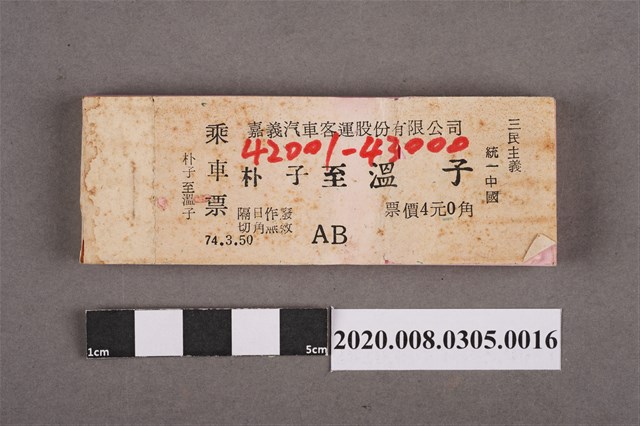 嘉義汽車客運股份有限公司
42001-43000
朴子至溫子
乘車票
朴子至溫子
隔日作廢
切角無效
74.3.50
AB
票價4元0角
三民主義
統一中國
1cm
5cm
2020.008.0305.0016